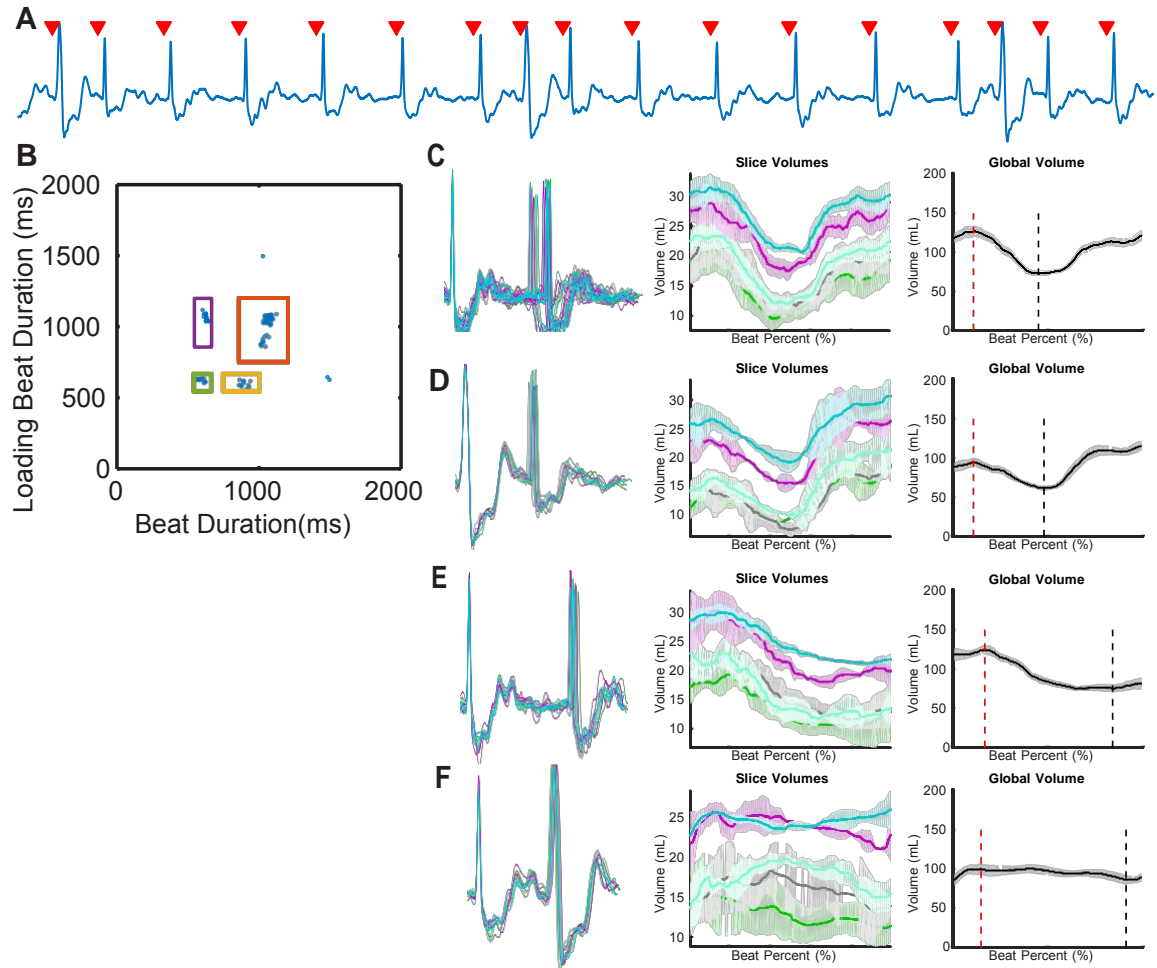 A
B
2000
1500
1000
500
0
Loading Beat Duration (ms)
0
1000
2000
Beat Duration(ms)
C
Slice Volumes
30
25
20
15
10
Volume (mL)
Beat Percent (%)
Global Volume
200
150
100
50
0
Volume (mL)
Beat Percent (%)
D
Slice Volumes
30
25
20
15
10
Volume (mL)
Beat Percent (%)
Global Volume
200
150
100
50
0
Volume (mL)
Beat Percent (%)
E
Slice Volumes
30
25
20
15
10
Volume (mL)
Beat Percent (%)
Global Volume
200
150
100
50
0
Volume (mL)
Beat Percent (%)
F
Slice Volumes
25
20
15
10
Volume (mL)
Beat Percent (%)
Global Volume
200
150
100
50
0
Volume (mL)
Beat Percent (%)